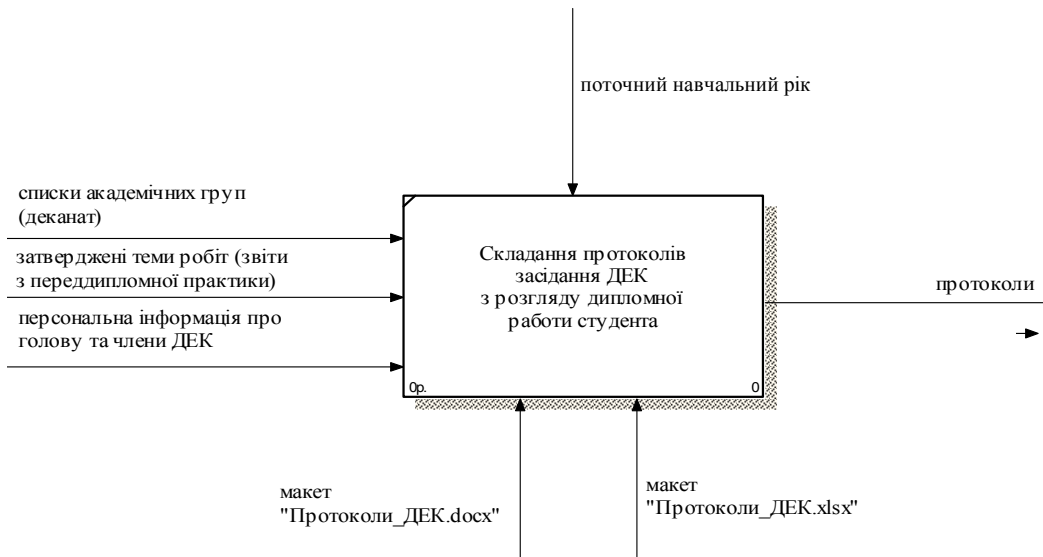 поточний навчальний рік
списки академічних груп
(деканат)
затверджені теми робіт (звіти
з переддипломної практики)
персональна інформація про
голову та члени ДЕК
Складання протоколів
засідання ДЕК
з розгляду дипломної
работи студента
0р.
0
протоколи
макет
"Протоколи_ДЕК.docx"
макет
"Протоколи_ДЕК.xlsx"